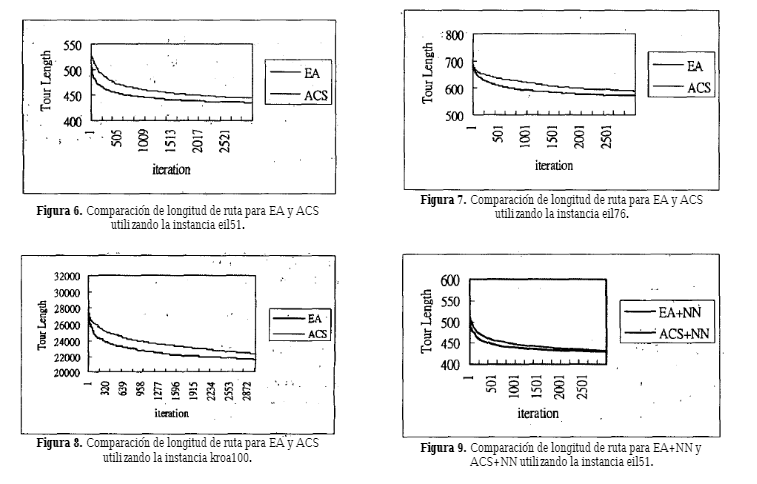 550
500
450
400
Tour Length
1
505
1009
1513
2017
2521
iteration
EA
ACS
Figura 6. Comparación de longitud de ruta para EA y ACS
utilizando la instancia eil51.
800
700
600
500
Tour Length
1
501
1001
1501
2001
2501
iteration
EA
ACS
Figura 7. Comparación de longitud de ruta para EA y ACS
utilizando la instancia eil76.
32000
30000
28000
26000
24000
22000
20000
Tour Length
1
320
639
958
1277
1596
1915
2234
2553
2872
iteration
EA
ACS
Figura 8. Comparación de longitud de ruta para EA y ACS
utilizando la instancia kroa100.
600
550
500
450
400
Tour Length
1
501
1001
1501
2001
2501
iteration
EA+NN
ACS+NN
Figura 9. Comparación de longitud de ruta para EA+NN y
ACS+NN utilizando la instancia eil51.